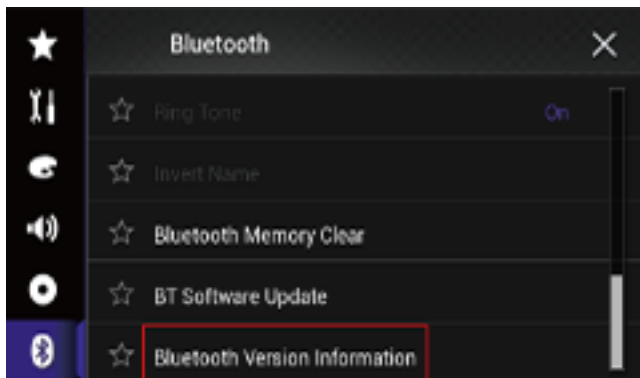 Bluetooth
Ring Tone On
Invert Name
Bluetooth Memory Clear
BT Software Update
Bluetooth Version Information